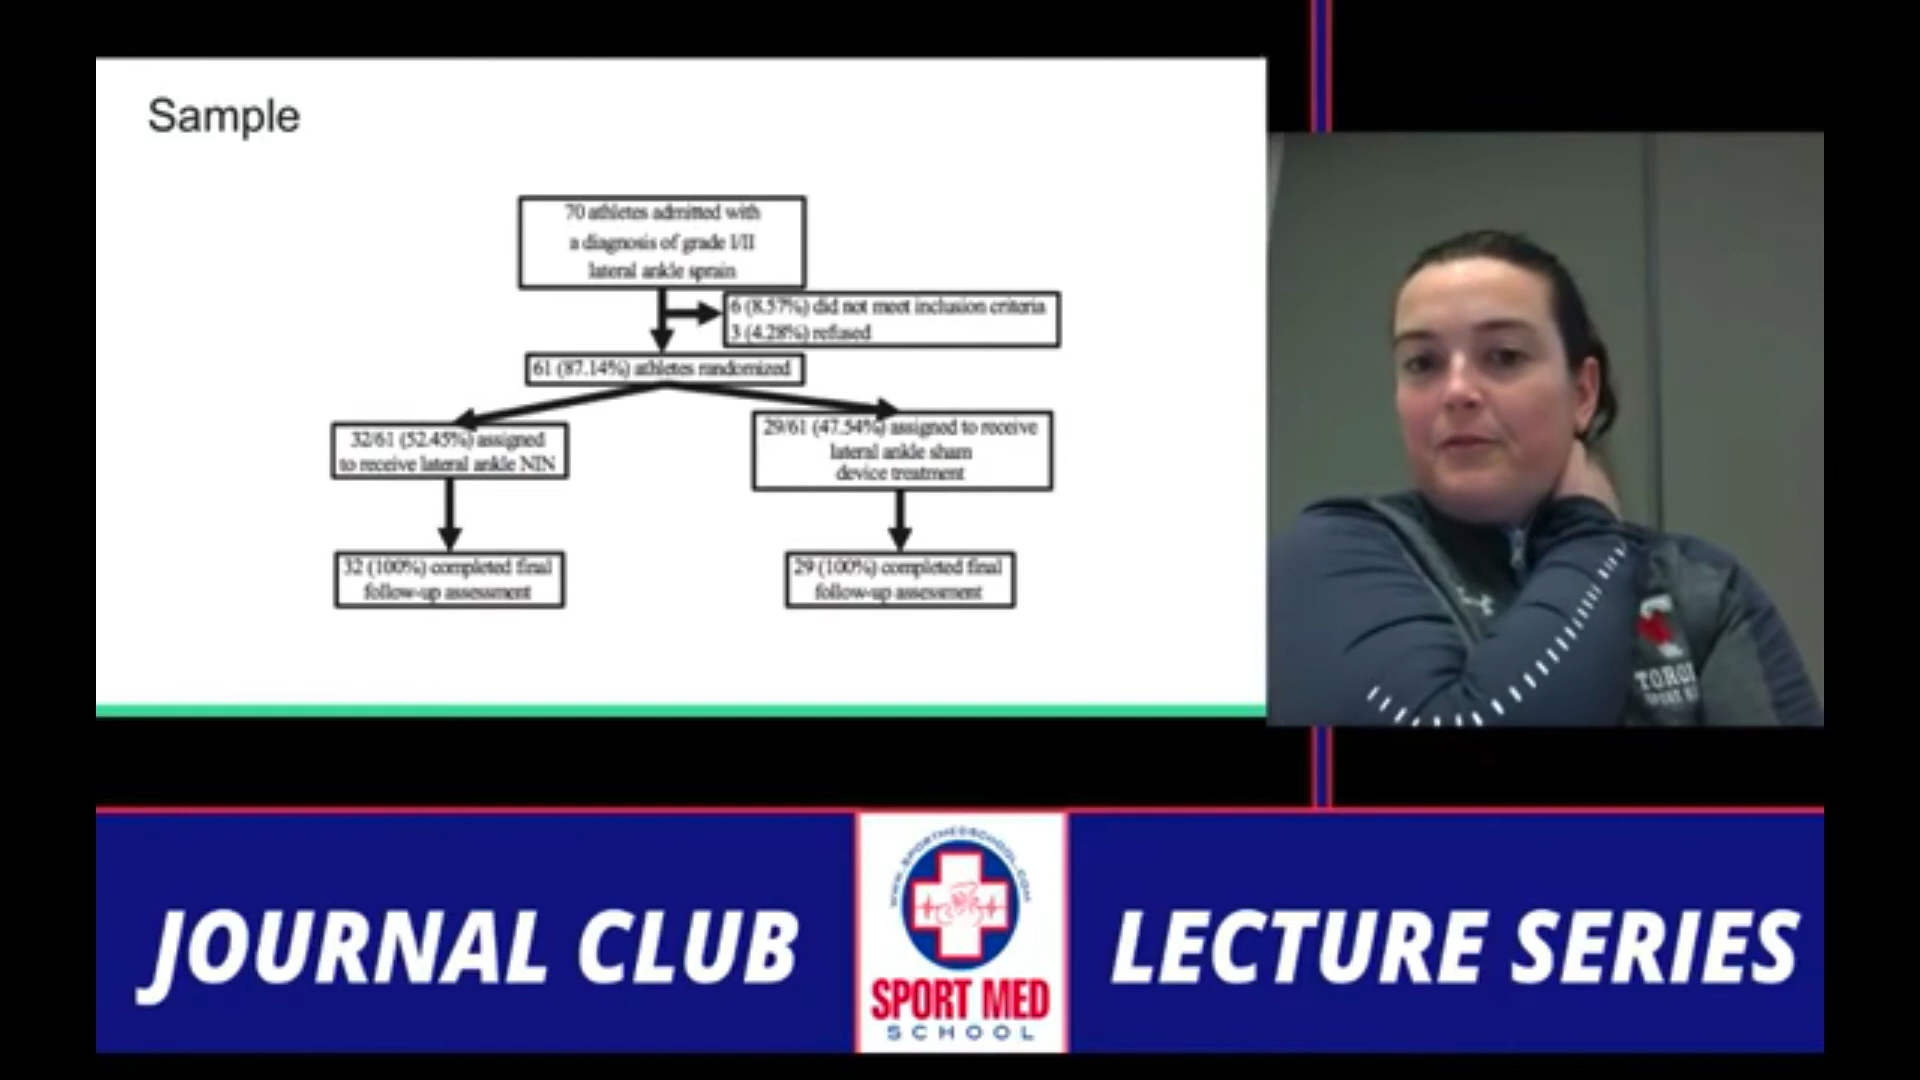 Sample
70 athletes admitted with
a diagnosis of grade I/II
lateral ankle sprain
6 (8.57%) did not meet inclusion criteria
3 (4.28%) refused
61 (87.14%) athletes randomized
32/61 (52.45%) assigned
to receive lateral ankle NIN
29/61 (47.54%) assigned to receive
lateral ankle sham
device treatment
32 (100%) completed final
follow-up assessment
29 (100%) completed final
follow-up assessment
JOURNAL CLUB
WWW.SPORTMEDSCHOOL.COM
SPORT MED
SCHOOL
LECTURE SERIES